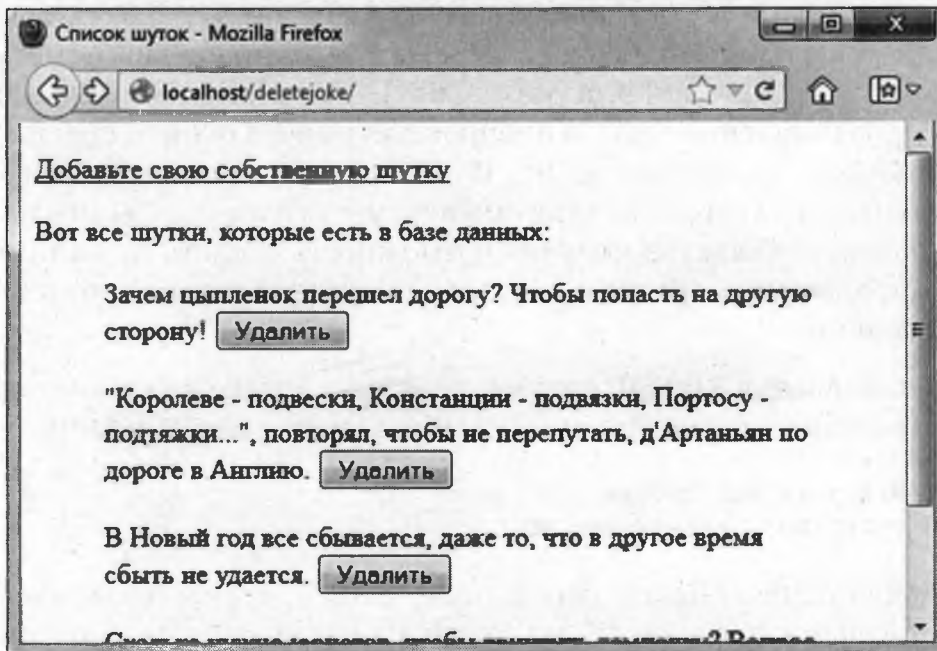 Список шуток - Mozilla Firefox
localhost/deletejoke/
Добавьте свою собственную шутку
Вот все шутки, которые есть в базе данных:
Зачем цыпленок перешел дорогу? Чтобы попасть на другую
сторону! Удалить
"Королеве - подвески, Констанции - подвязки, Портосу -
подтяжки...", повторял, чтобы не перепутать, д'Артаньян по
дороге в Англию. Удалить
В Новый год все сбывается, даже то, что в другое время
сбыть не удается. Удалить